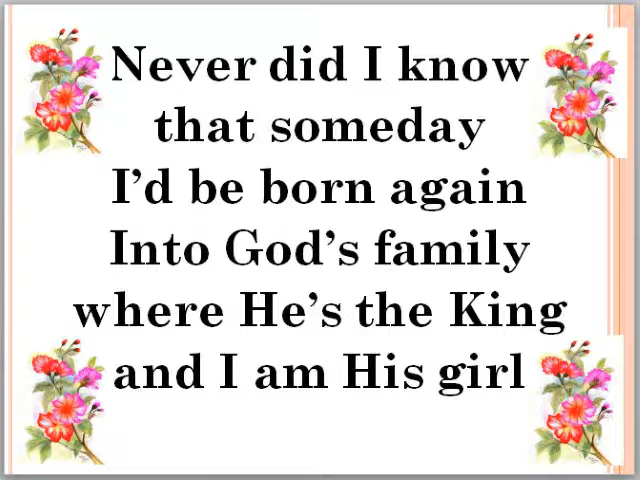 Never did I know
that someday
I’d be born again
Into God’s family
where He’s the King
and I am His girl